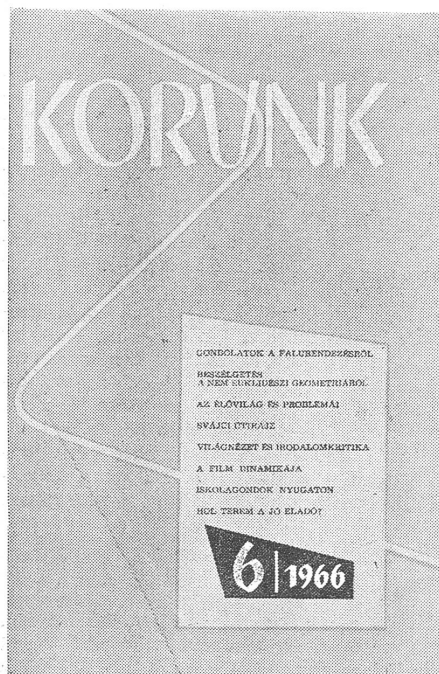 KORUNK
GONDOLATOK A FALURENDEZÉSRŐL
BESZÉLGETÉS
A NEM EUKLIDÉSZI GEOMETRIÁRÓL
AZ ÉLŐVILÁG ÉS PROBLÉMÁI
SVÁJCI ÚTIRAJZ
VILÁGNÉZET ÉS IRODALOMKRITIKA
A FILM DINAMIKÁJA
ISKOLAGONDOK NYUGATON
HOL TEREM A JÓ ELADÓ?
6 | 1966